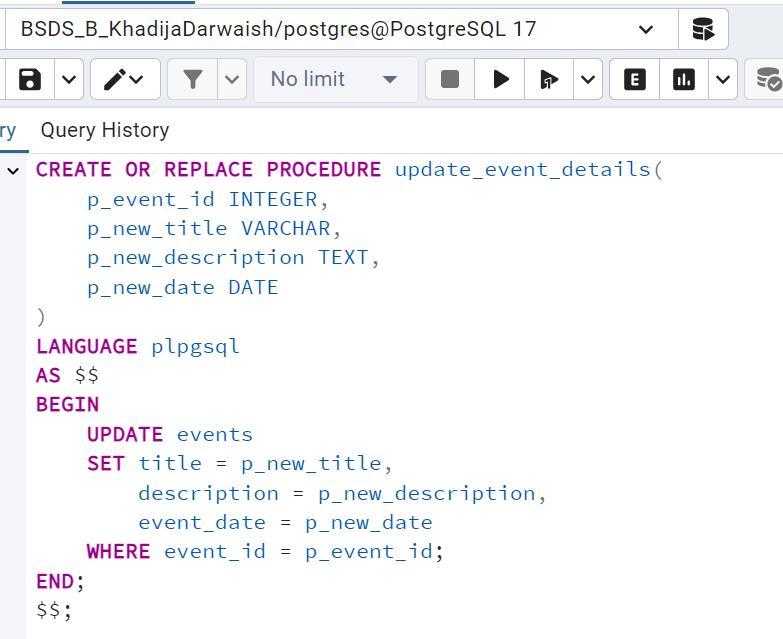 BSDS_B_KhadijaDarwaish/postgres@PostgreSQL 17
No limit
E
ry Query History
CREATE OR REPLACE PROCEDURE update_event_details(
    p_event_id INTEGER,
    p_new_title VARCHAR,
    p_new_description TEXT,
    p_new_date DATE
)
LANGUAGE plpgsql
AS $$
BEGIN
    UPDATE events
    SET title = p_new_title,
        description = p_new_description,
        event_date = p_new_date
    WHERE event_id = p_event_id;
END;
$$;